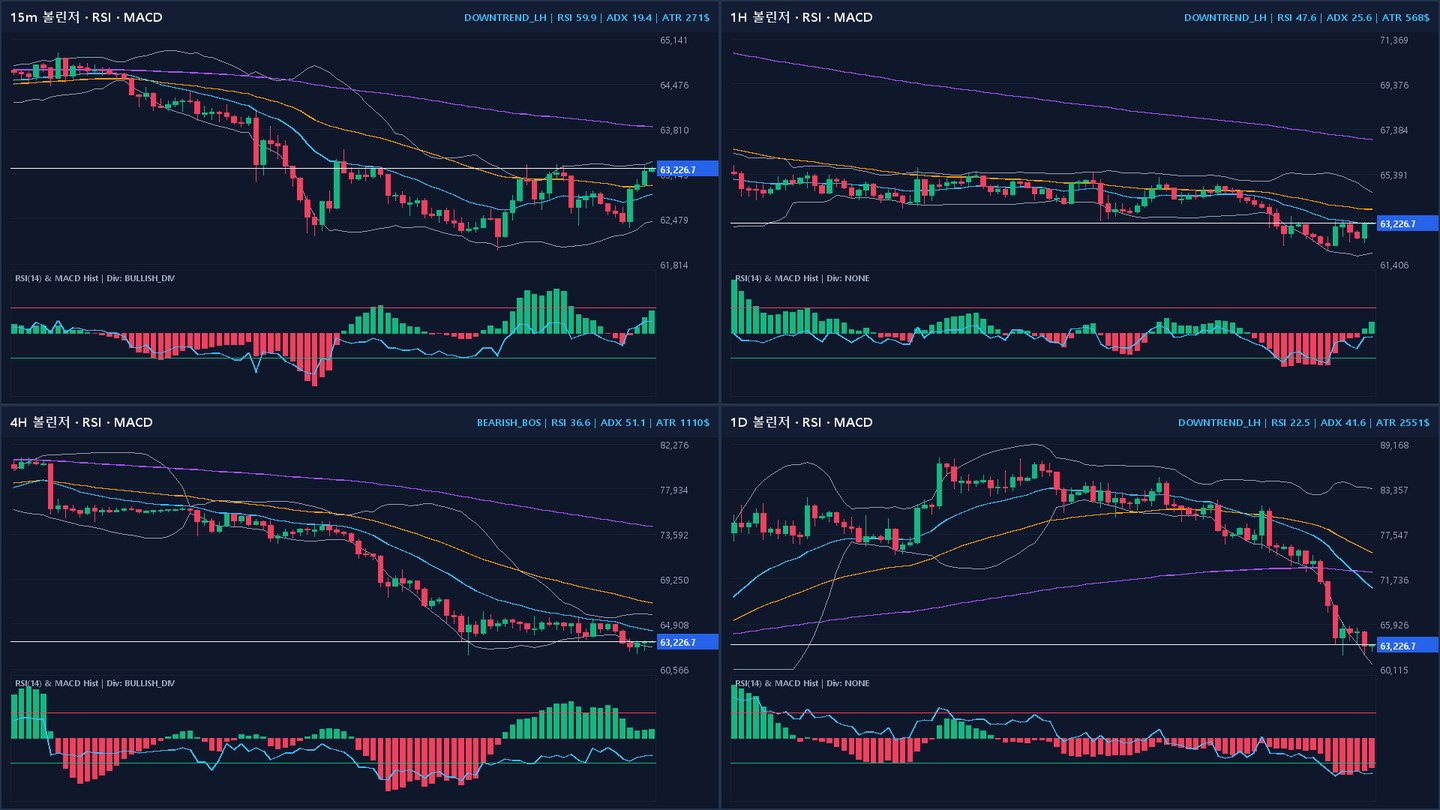 15m 볼린저 · RSI · MACD
DOWNTREND_LH | RSI 59.9 | ADX 19.4 | ATR 271$
65,141
64,476
63,810
63,226.7
62,479
61,814
RSI(14) & MACD Hist | Div: BULLISH_DIV
1H 볼린저 · RSI · MACD
DOWNTREND_LH | RSI 47.6 | ADX 25.6 | ATR 568$
71,369
69,376
67,384
65,391
63,226.7
61,406
RSI(14) & MACD Hist | Div: NONE
4H 볼린저 · RSI · MACD
BEARISH_BOS | RSI 36.6 | ADX 51.1 | ATR 1110$
82,276
77,934
73,592
69,250
64,908
63,226.7
60,566
RSI(14) & MACD Hist | Div: BULLISH_DIV
1D 볼린저 · RSI · MACD
DOWNTREND_LH | RSI 22.5 | ADX 41.6 | ATR 2551$
89,168
83,357
77,547
71,736
65,926
63,226.7
60,115
RSI(14) & MACD Hist | Div: NONE